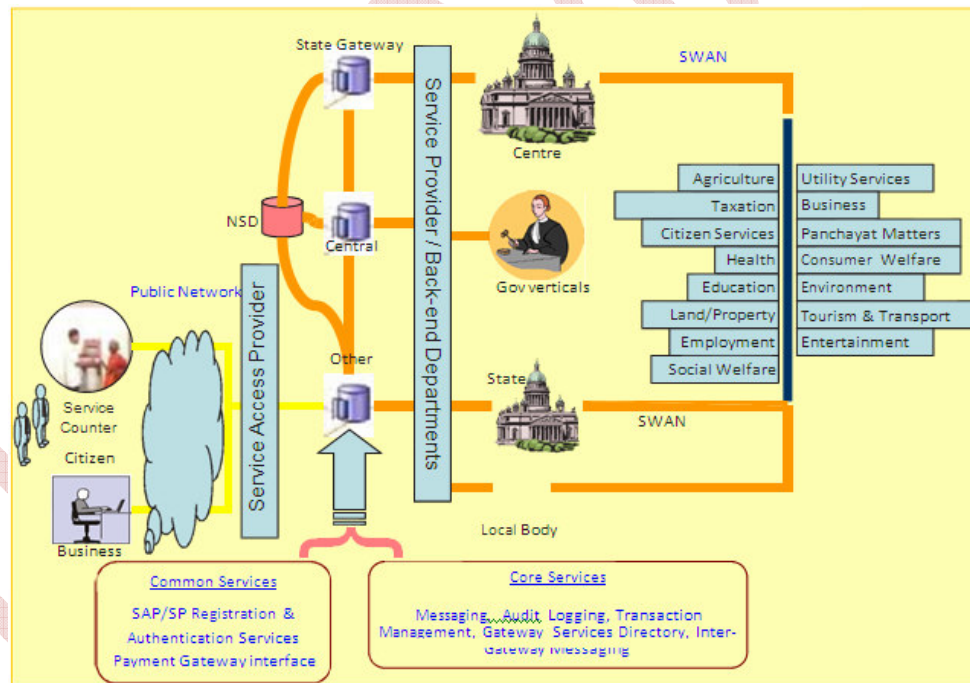 State Gateway
SWAN
Service Provider / Back-end Departments
Centre
NSD
Central
Gov verticals
Agriculture
Utility Services
Taxation
Business
Citizen Services
Panchayat Matters
Health
Consumer Welfare
Education
Environment
Land/Property
Tourism & Transport
Employment
Entertainment
Social Welfare
Public Network
Service Access Provider
Other
State
SWAN
Service
Counter
Citizen
Business
Local Body
Common Services
SAP/SP Registration &
Authentication Services
Payment Gateway interface
Core Services
Messaging, Audit Logging, Transaction
Management, Gateway Services Directory, Inter-
Gateway Messaging